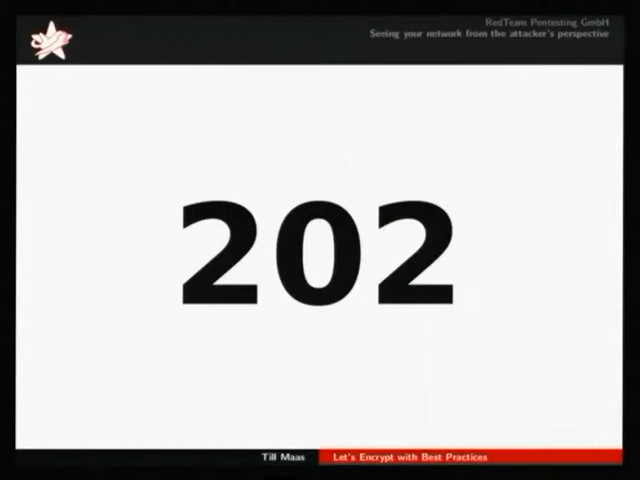 RedTeam Pentesting GmbH
Seeing your network from the attacker's perspective
202
Till Maas
Let's Encrypt with Best Practices